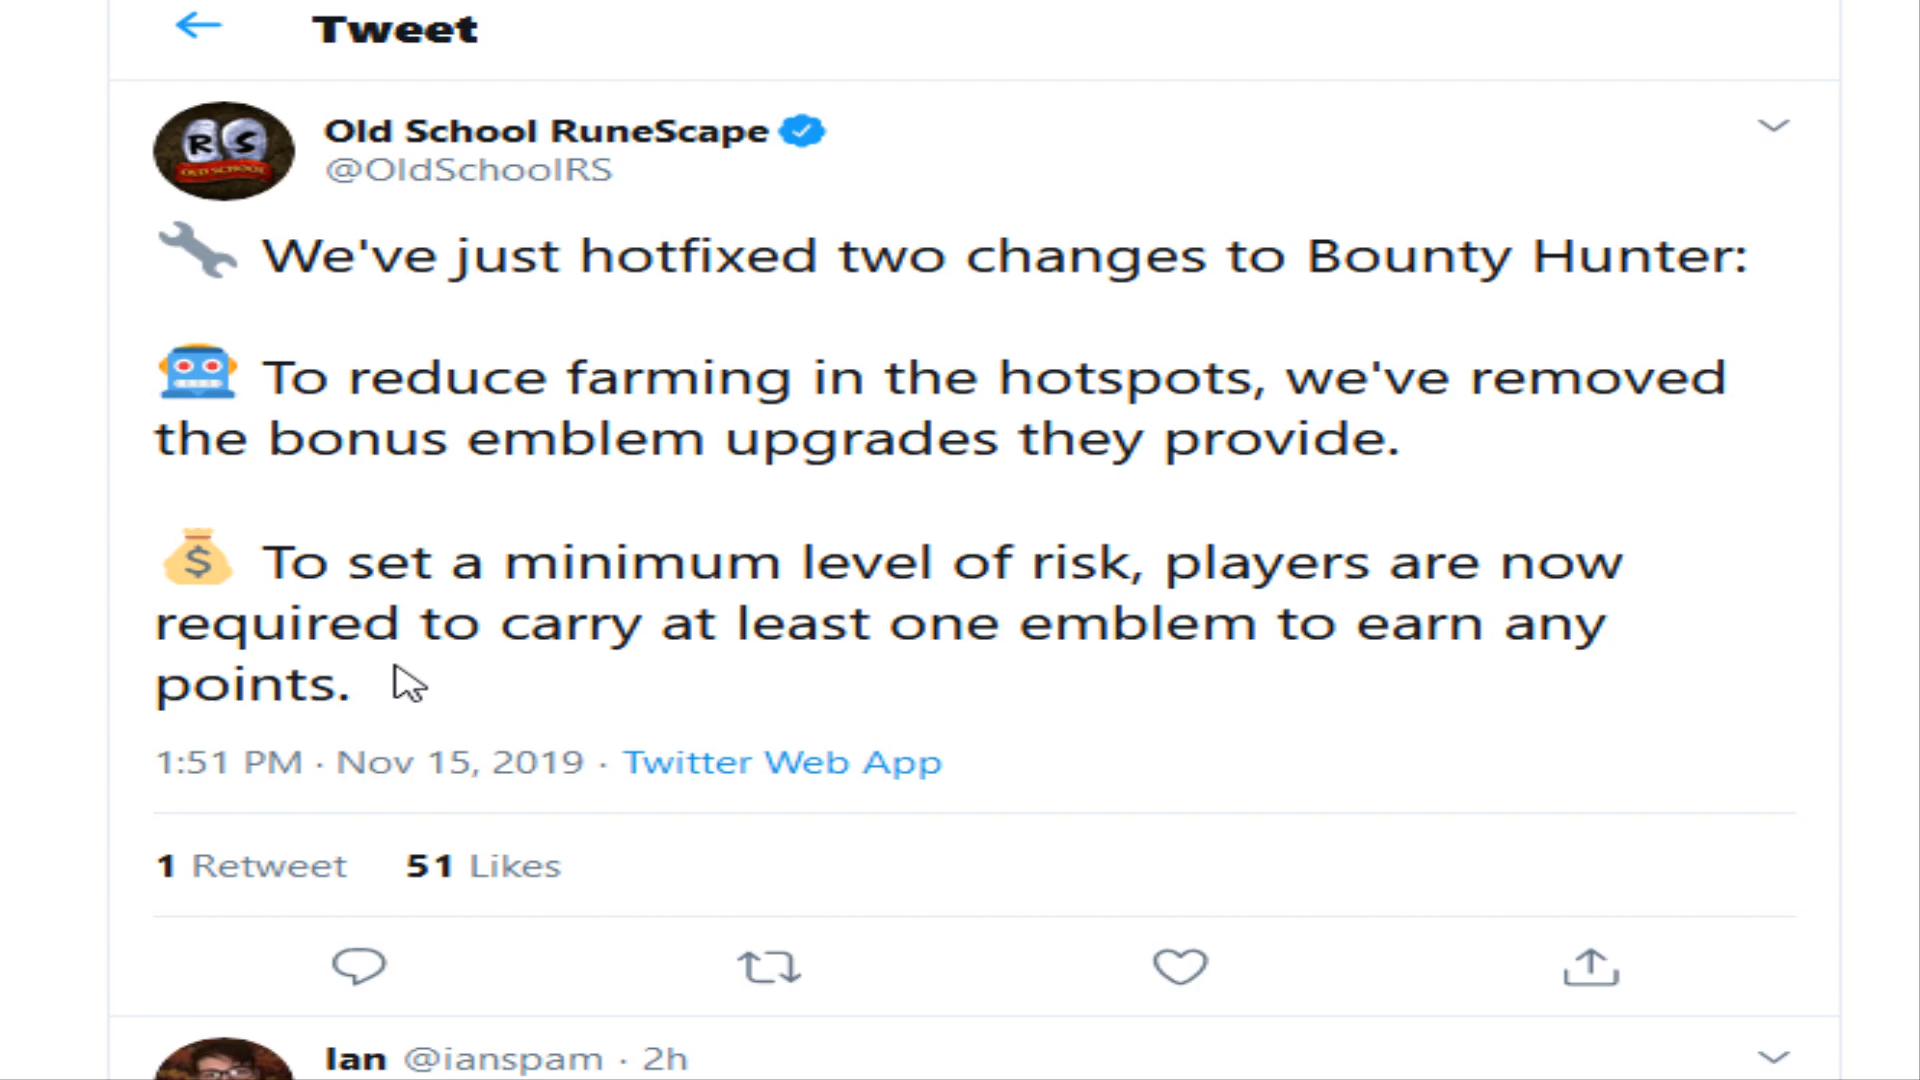 Tweet
RS
OLD SCHOOL
Old School RuneScape
@OldSchoolRS
We've just hotfixed two changes to Bounty Hunter:
To reduce farming in the hotspots, we've removed
the bonus emblem upgrades they provide.
$ To set a minimum level of risk, players are now
required to carry at least one emblem to earn any
points.
1:51 PM · Nov 15, 2019 · Twitter Web App
1 Retweet 51 Likes
Ian @ianspam · 2h